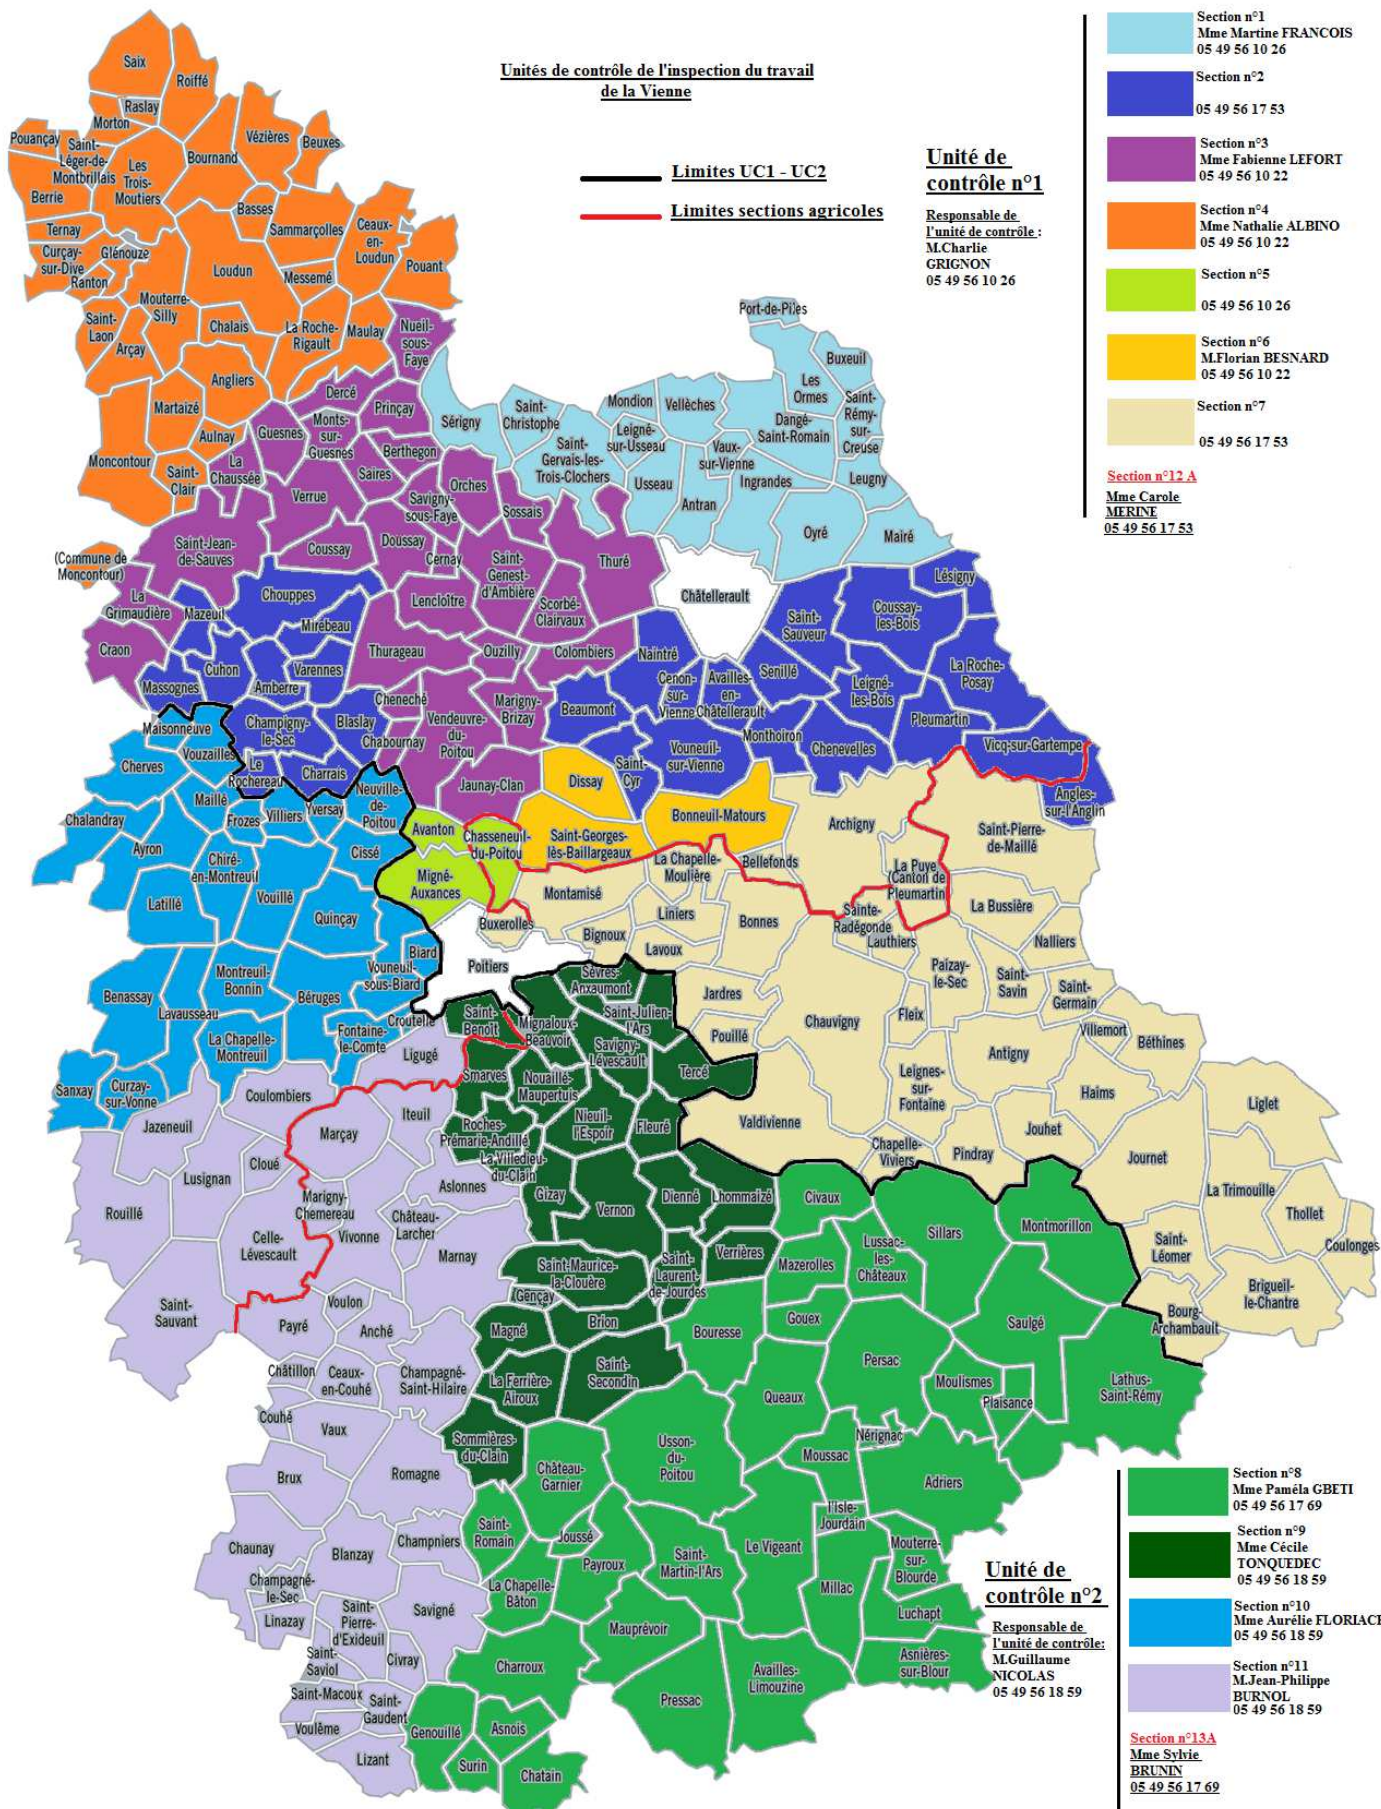 Unités de contrôle de l'inspection du travail
de la Vienne
Limites UC1 - UC2
Limites sections agricoles
Unité de
contrôle n°1
Responsable de
l'unité de contrôle :
M.Charlie
GRIGNON
05 49 56 10 26
Section n°1
Mme Martine FRANCOIS
05 49 56 10 26
Section n°2
05 49 56 17 53
Section n°3
Mme Fabienne LEFORT
05 49 56 10 22
Section n°4
Mme Nathalie ALBINO
05 49 56 10 22
Section n°5
05 49 56 10 26
Section n°6
M.Florian BESNARD
05 49 56 10 22
Section n°7
05 49 56 17 53
Section n°12 A
Mme Carole
MERINE
05 49 56 17 53
Saix
Roiffé
Raslay
Morton
Pouançay
Saint-
Léger-de-
Montbrillais
Les
Trois-
Moutiers
Bournand
Vézières
Beuxes
Berrie
Basses
Sammarçolles
Ceaux-
en-
Loudun
Pouant
Ternay
Curçay-
sur-Dive
Glénouze
Ranton
Loudun
Messemé
Mouterre-
Silly
Saint-
Laon
Arçay
Chalais
La Roche-
Rigault
Maulay
Nueil-
sous-
Faye
Angliers
Martaizé
Aulnay
Moncontour
Saint-
Clair
(Commune de
Moncontour)
Dercé
Prinçay
Guesnes
Monts-
sur-
Guesnes
Berthegon
La
Chaussée
Saires
Verrue
Savigny-
sous-Faye
Orches
Sossais
Saint-Jean-
de-Sauves
Coussay
Doussay
Cernay
Saint-
Genest-
d'Ambière
Thuré
La
Grimaudière
Craon
Lencloître
Scorbé-
Clairvaux
Thurageau
Ouzilly
Colombiers
Cheneché
Vendeuvre-
du-
Poitou
Marigny-
Brizay
Chabournay
Jaunay-Clan
Port-de-Piles
Buxeuil
Les
Ormes
Saint-
Rémy-
sur-
Creuse
Dangé-
Saint-Romain
Mondion
Vellèches
Leigné-
sur-Usseau
Vaux-
sur-Vienne
Sérigny
Saint-
Christophe
Saint-
Gervais-les-
Trois-Clochers
Usseau
Antran
Ingrandes
Leugny
Oyré
Mairé
Châtellerault
Chouppes
Mazeuil
Mirebeau
Cuhon
Varennes
Massognes
Amberre
Champigny-
le-Sec
Blaslay
Le
Rochereau
Charrais
Lésigny
Coussay-
les-Bois
Saint-
Sauveur
Naintré
Senillé
Cenon-
sur-
Vienne
Availles-
en-
Châtellerault
Leigné-
les-Bois
La Roche-
Posay
Beaumont
Pleumartin
Monthoiron
Chenevelles
Vouneuil-
sur-Vienne
Saint-
Cyr
Vicq-sur-Gartempe
Angles-
sur-l'Anglin
Dissay
Bonneuil-Matours
Saint-Georges-
lès-Baillargeaux
Avanton
Chasseneuil-
du-Poitou
Migné-
Auxances
Maisonneuve
Vouzailles
Cherves
Maillé
Frozes
Villiers
Yversay
Neuville-
de-
Poitou
Chalandray
Ayron
Chiré-
en-Montreuil
Cissé
Latillé
Vouillé
Quinçay
Biard
Vouneuil-
sous-Biard
Montreuil-
Bonnin
Benassay
Lavausseau
Béruges
La Chapelle-
Montreuil
Fontaine-
le-Comte
Croutelle
Sanxay
Curzay-
sur-Vonne
Archigny
Saint-Pierre-
de-Maillé
La Chapelle-
Moulière
Bellefonds
La Puye
(Canton de
Pleumartin)
Montamisé
Buxerolles
Liniers
Bonnes
Sainte-
Radégonde
Lauthiers
La Bussière
Bignoux
Lavoux
Nalliers
Paizay-
le-Sec
Saint-
Savin
Saint-
Germain
Poitiers
Jardres
Pouillé
Chauvigny
Fleix
Villemort
Béthines
Antigny
Leignes-
sur-
Fontaine
Haims
Valdivienne
Jouhet
Liglet
Chapelle-
Viviers
Pindray
Journet
La Trimouille
Thollet
Coulonges
Saint-
Léomer
Brigueil-
le-Chantre
Bourg-
Archambault
Saint-
Benoît
Sèvres-
Anxaumont
Mignaloux-
Beauvoir
Saint-Julien-
l'Ars
Savigny-
Lévescault
Tercé
Smarves
Nouaillé-
Maupertuis
Roches-
Prémarie-Andillé
Nieuil-
l'Espoir
Fleuré
La Villedieu-
du-Clain
Gizay
Vernon
Dienné
Lhommaizé
Saint-Maurice-
la-Clouère
Saint-
Laurent-
de-Jourdes
Verrières
Gençay
Brion
Magné
Saint-
Secondin
La Ferrière-
Airoux
Sommières-
du-Clain
Ligugé
Coulombiers
Iteuil
Jazeneuil
Marçay
Cloué
Lusignan
Aslonnes
Rouillé
Marigny-
Chemereau
Vivonne
Château-
Larcher
Celle-
Lévescault
Marnay
Saint-
Sauvant
Voulon
Payré
Anché
Châtillon
Ceaux-
en-Couhé
Champagné-
Saint-Hilaire
Couhé
Vaux
Brux
Romagne
Chaunay
Blanzay
Champniers
Champagné-
le-Sec
Linazay
Saint-
Pierre-
d'Exideuil
Savigné
Saint-
Saviol
Civray
Saint-Macoux
Saint-
Gaudent
Voulême
Lizant
Civaux
Sillars
Montmorillon
Mazerolles
Lussac-
les-
Châteaux
Gouex
Bouresse
Saulgé
Persac
Queaux
Moulismes
Plaisance
Lathus-
Saint-Rémy
Usson-
du-
Poitou
Moussac
Nérignac
Château-
Garnier
Adriers
Saint-
Romain
Joussé
l'Isle-
Jourdain
Payroux
Saint-
Martin-l'Ars
Le Vigeant
Mouterre-
sur-
Blourde
La Chapelle-
Bâton
Millac
Luchapt
Mauprévoir
Asnières-
sur-Blour
Charroux
Availles-
Limouzine
Pressac
Genouillé
Asnois
Surin
Chatain
Unité de
contrôle n°2
Responsable de
l'unité de contrôle:
M.Guillaume
NICOLAS
05 49 56 18 59
Section n°8
Mme Paméla GBETI
05 49 56 17 69
Section n°9
Mme Cécile
TONQUEDEC
05 49 56 18 59
Section n°10
Mme Aurélie FLORIACH
05 49 56 18 59
Section n°11
M.Jean-Philippe
BURNOL
05 49 56 18 59
Section n°13A
Mme Sylvie
BRUNIN
05 49 56 17 69